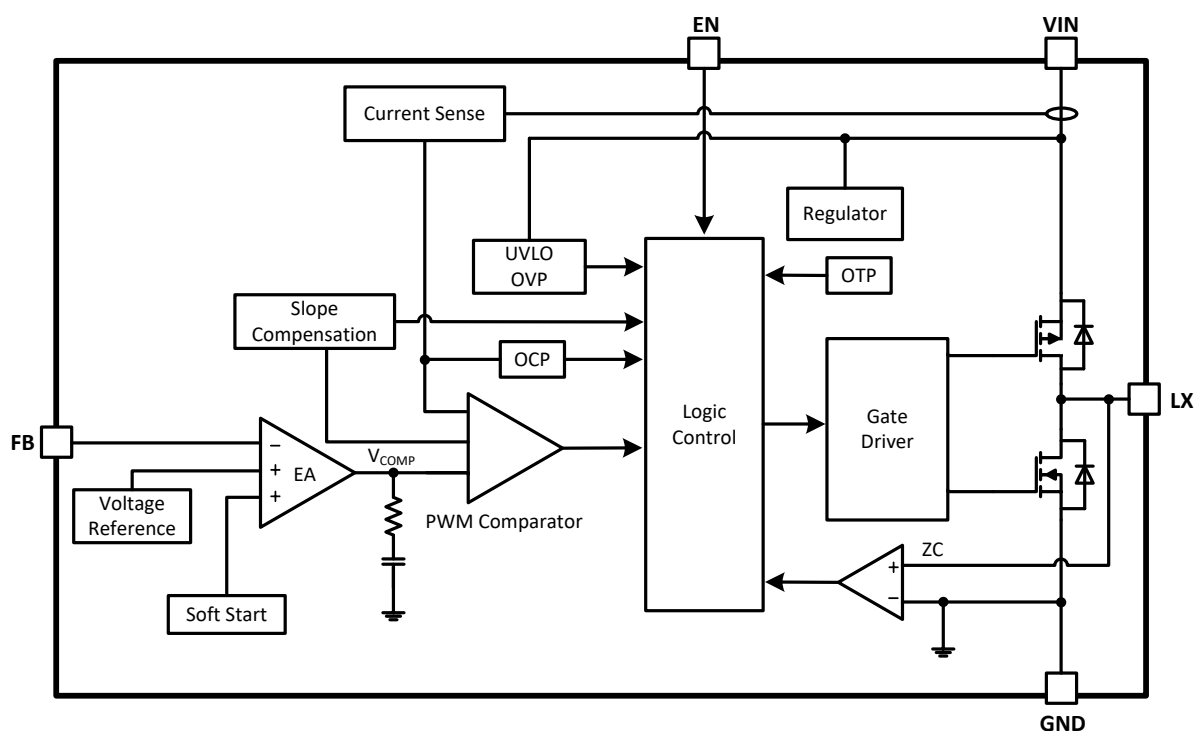 EN
VIN
Current Sense
Regulator
UVLO
OVP
OTP
Slope
Compensation
OCP
Logic
Control
Gate
Driver
LX
FB
−
+
+
EA
VCOMP
PWM Comparator
Voltage
Reference
Soft Start
ZC
+
−
GND